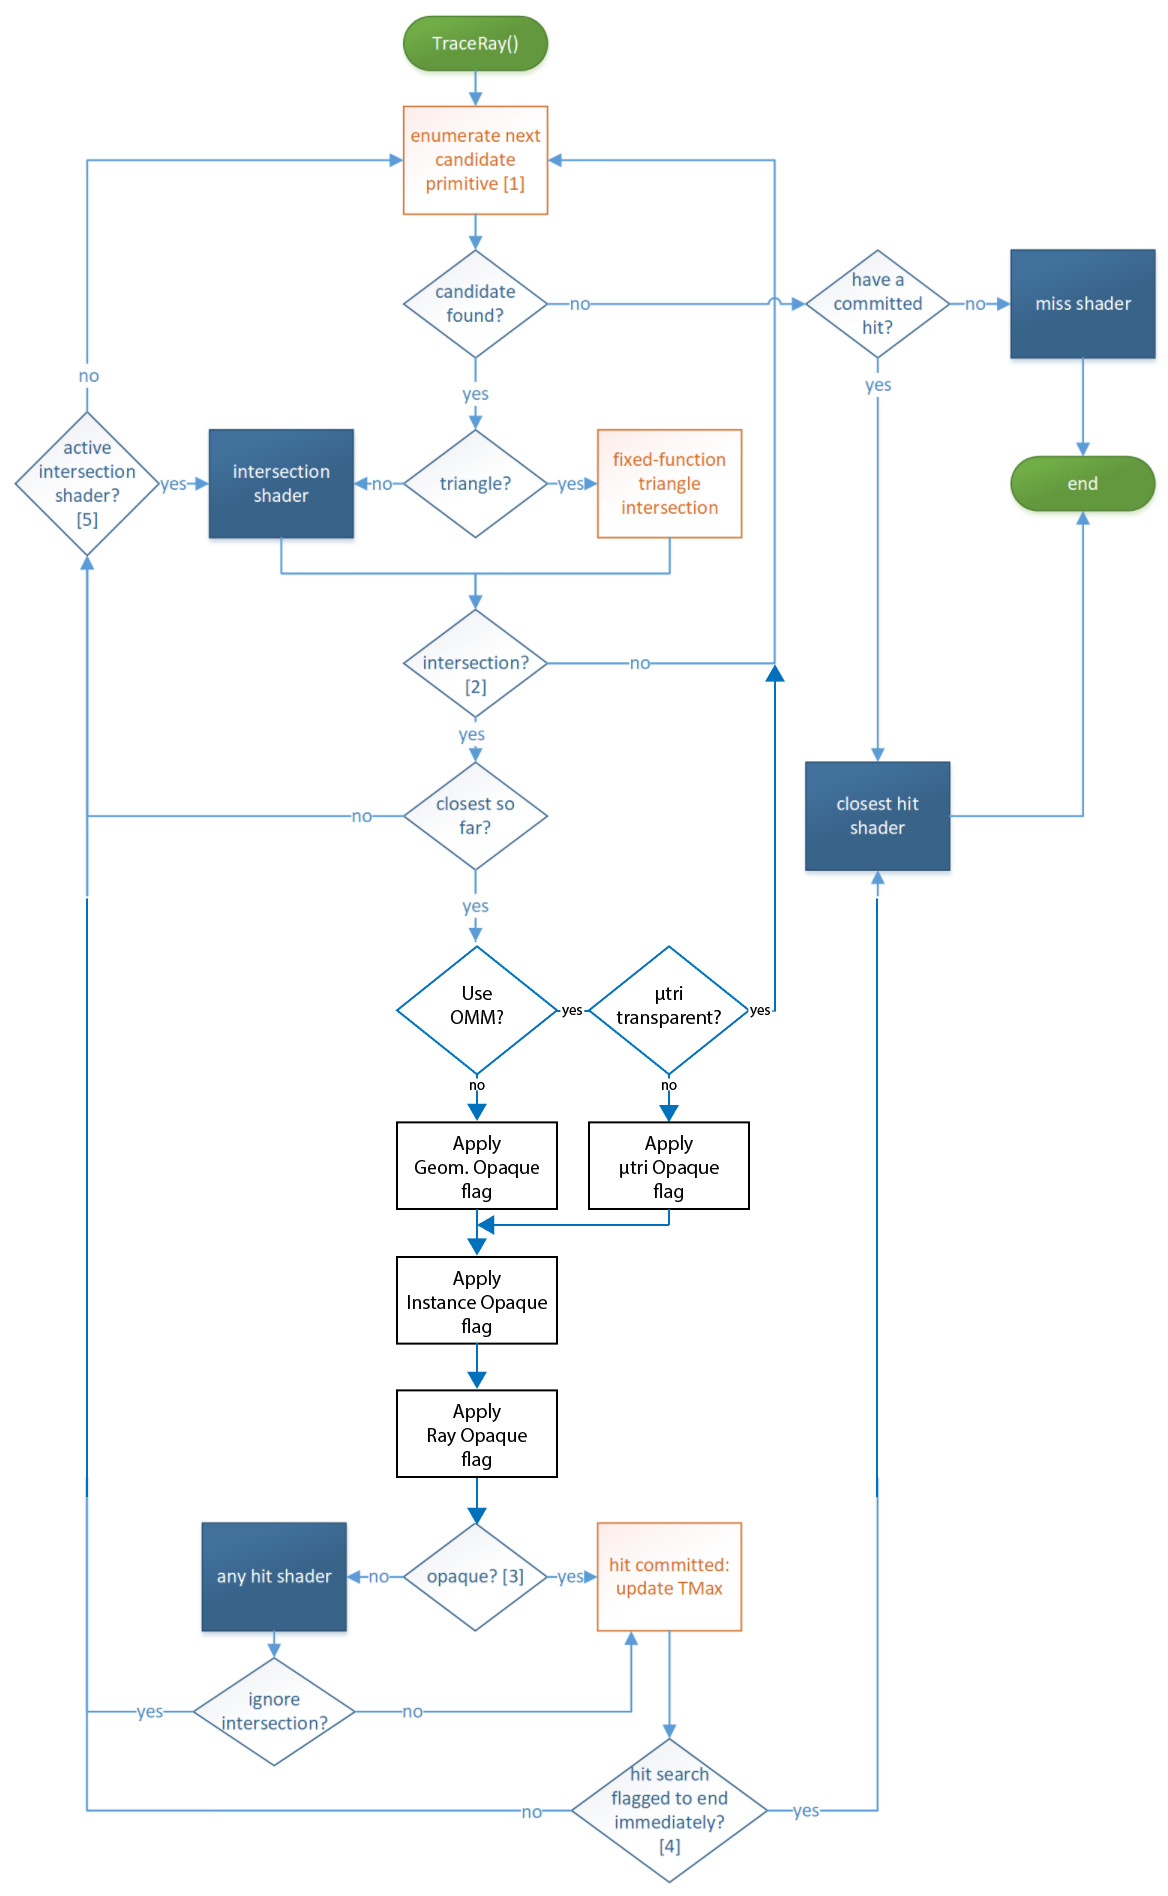 TraceRay()
enumerate next
candidate
primitive [1]
candidate
found?
no
have a
committed
hit?
no
miss shader
no
yes
yes
active
intersection
shader?
[5]
yes
intersection
shader
no
triangle?
yes
fixed-function
triangle
intersection
end
intersection?
[2]
no
yes
closest so
far?
no
closest hit
shader
yes
Use
OMM?
yes
µtri
transparent?
yes
no
no
Apply
Geom. Opaque
flag
Apply
µtri Opaque
flag
Apply
Instance Opaque
flag
Apply
Ray Opaque
flag
any hit shader
no
opaque? [3]
yes
hit committed:
update TMax
yes
ignore
intersection?
no
no
hit search
flagged to end
immediately?
[4]
yes